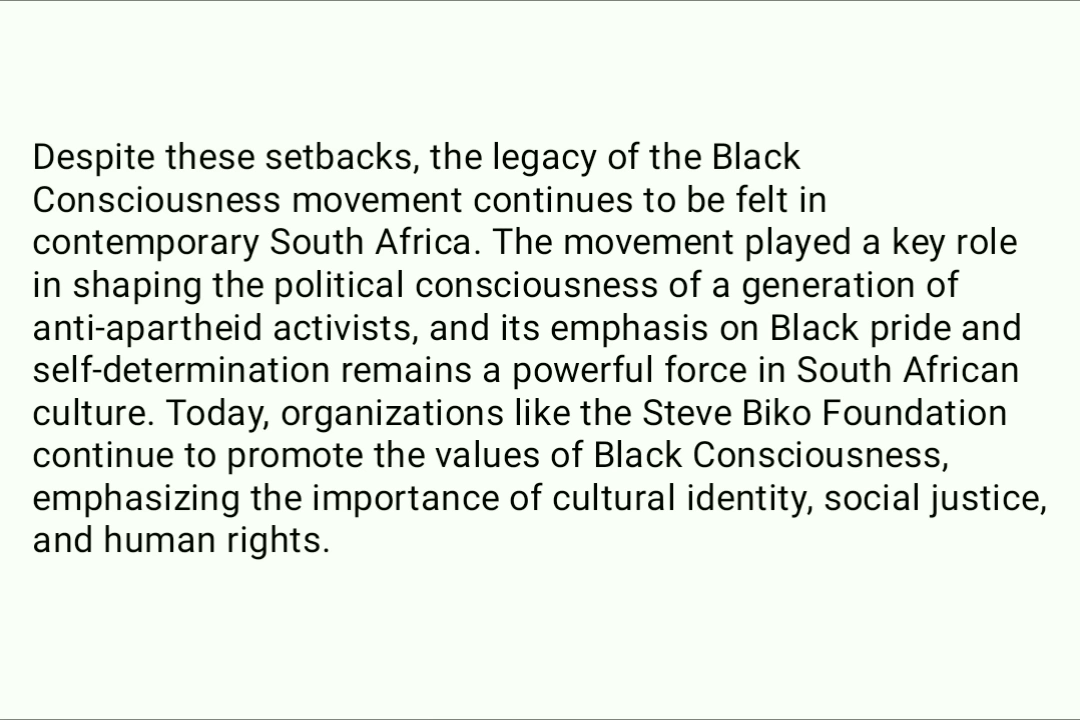 Despite these setbacks, the legacy of the Black
Consciousness movement continues to be felt in
contemporary South Africa. The movement played a key role
in shaping the political consciousness of a generation of
anti-apartheid activists, and its emphasis on Black pride and
self-determination remains a powerful force in South African
culture. Today, organizations like the Steve Biko Foundation
continue to promote the values of Black Consciousness,
emphasizing the importance of cultural identity, social justice,
and human rights.